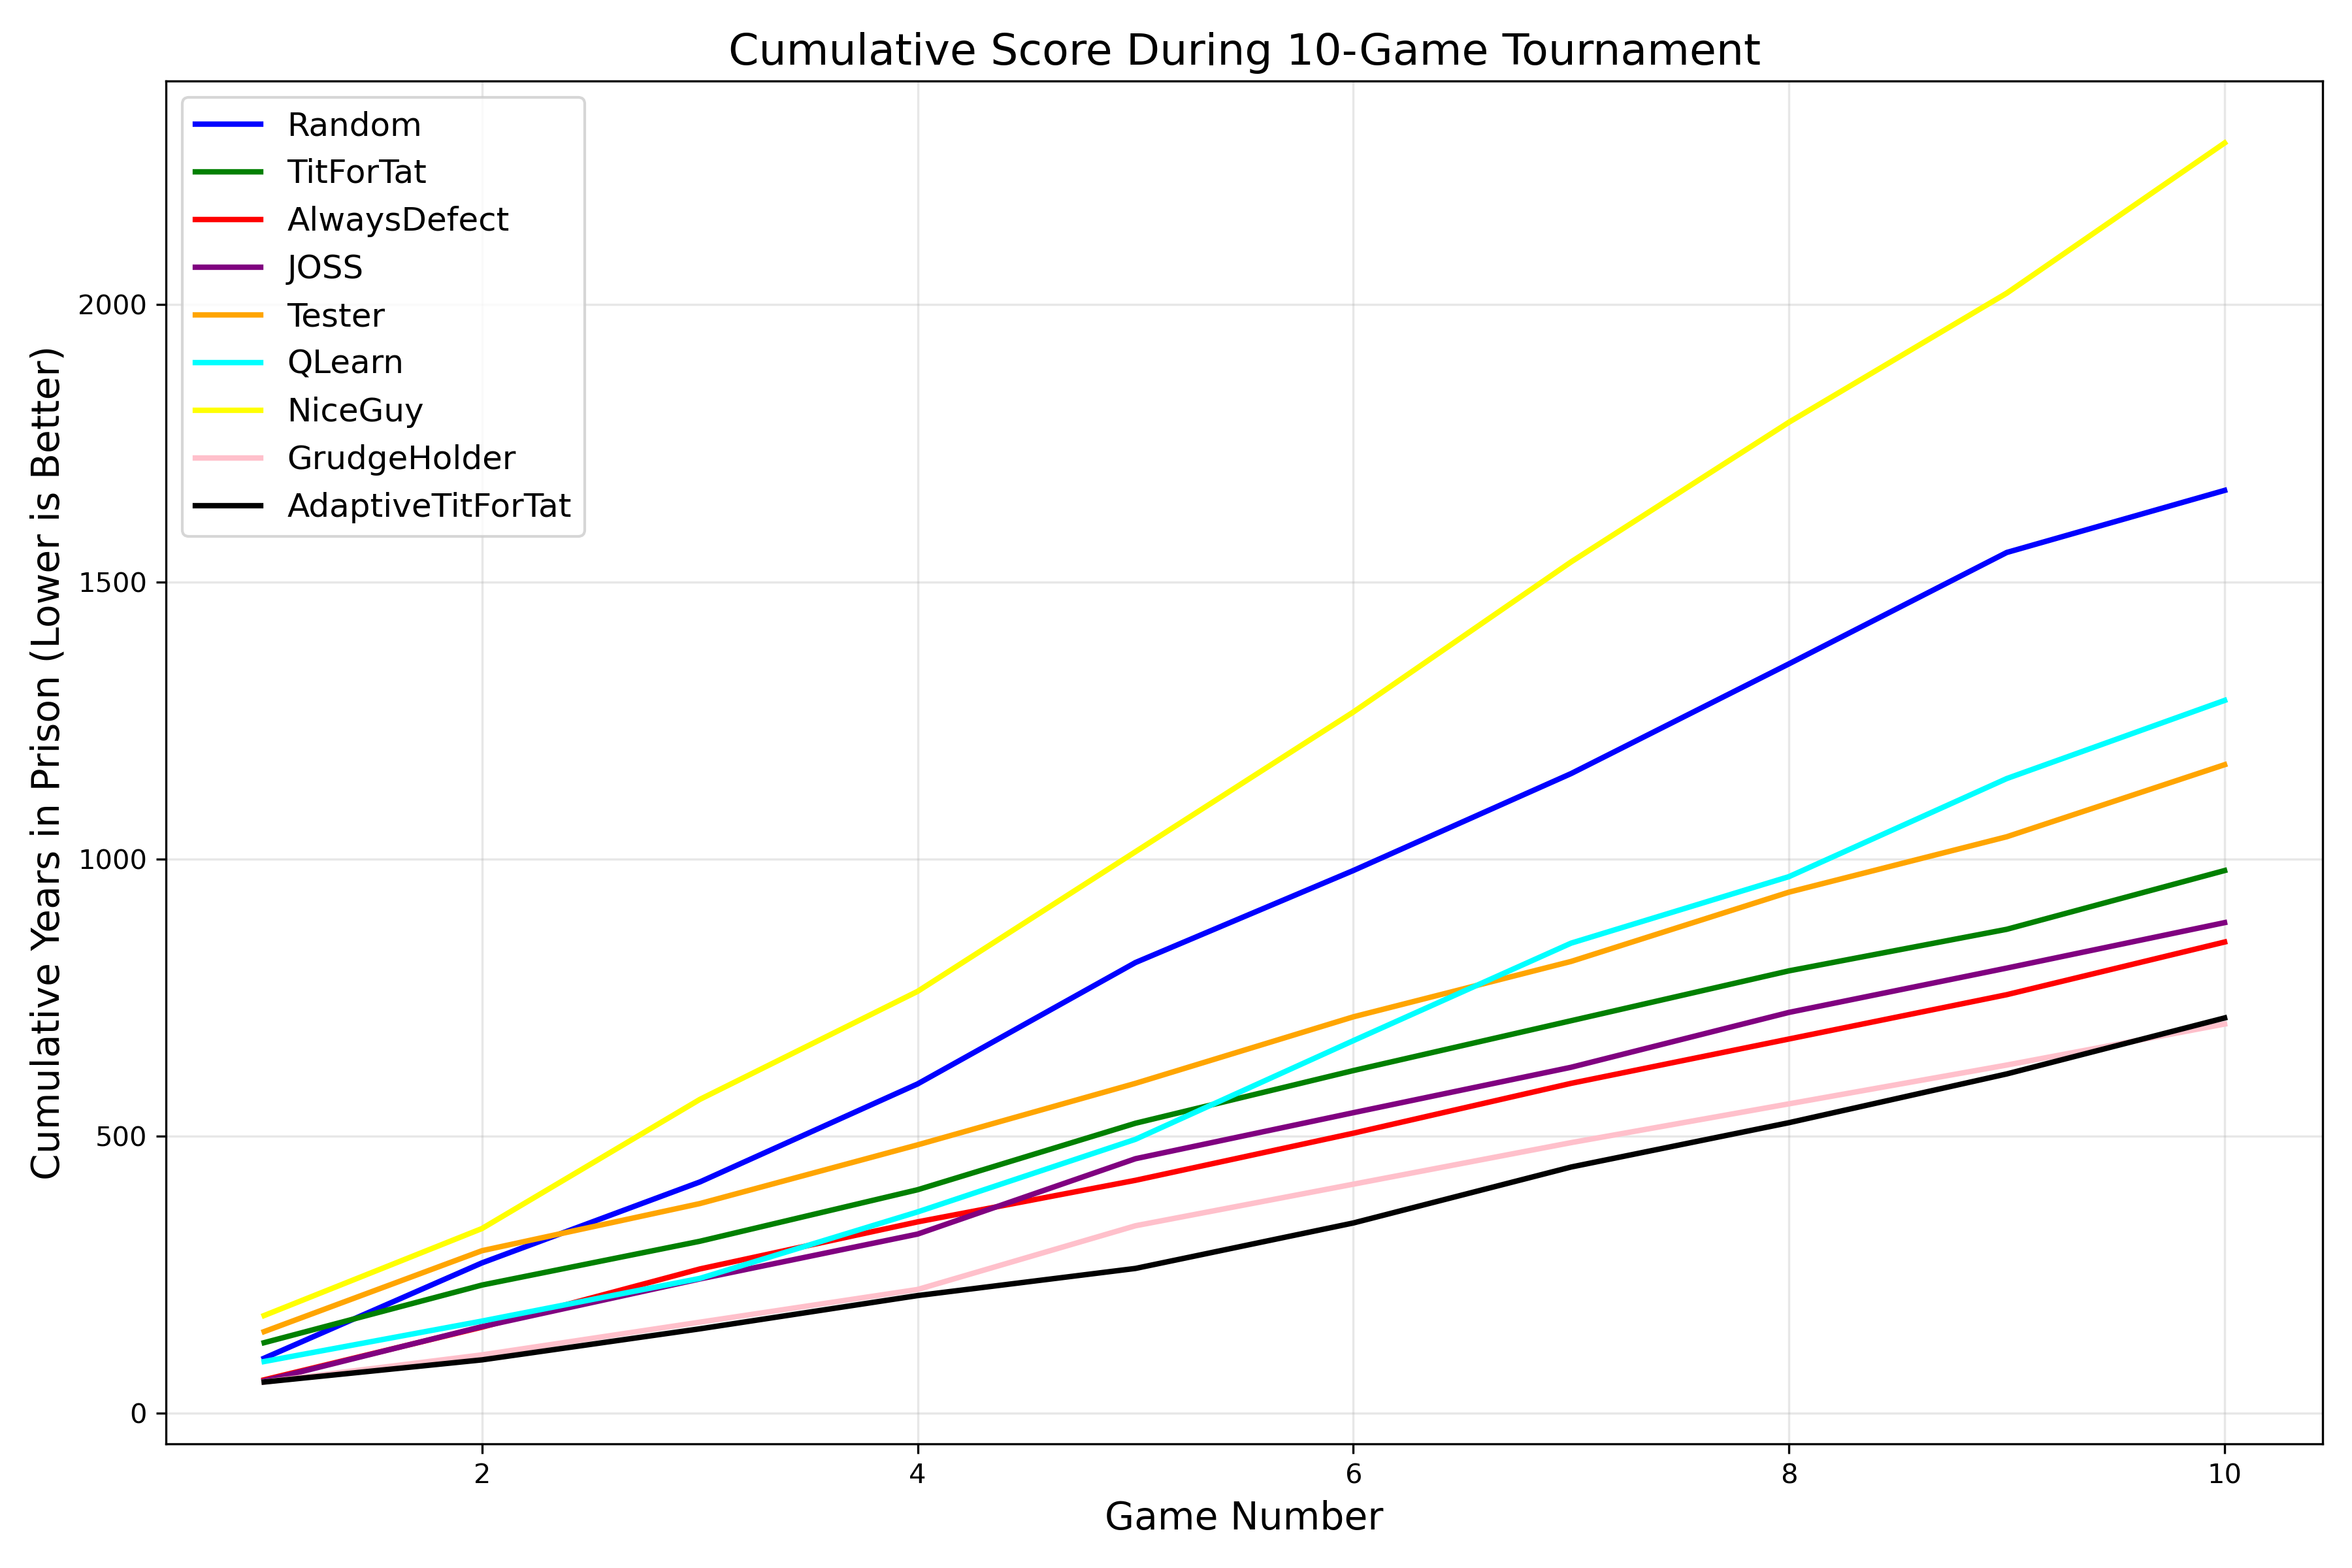 Cumulative Score During 10-Game Tournament
Random
TitForTat
AlwaysDefect
JOSS
Tester
QLearn
NiceGuy
GrudgeHolder
AdaptiveTitForTat
Cumulative Years in Prison (Lower is Better)
2000
1500
1000
500
0
2 4 6 8 10
Game Number